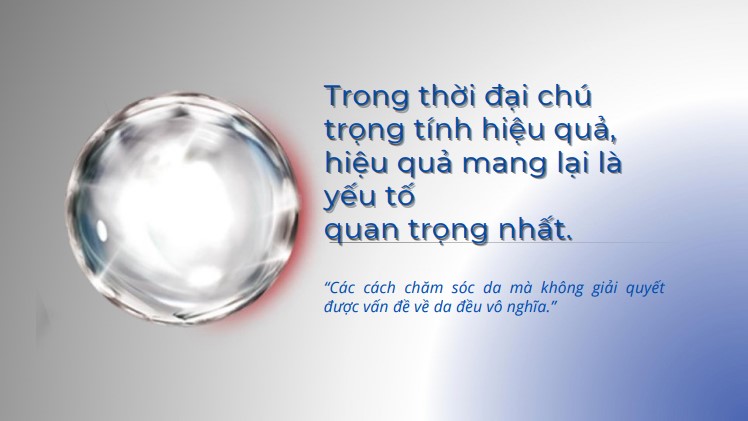 Trong thời đại chú
trọng tính hiệu quả,
hiệu quả mang lại là
yếu tố
quan trọng nhất.
“Các cách chăm sóc da mà không giải quyết
được vấn đề về da đều vô nghĩa.”